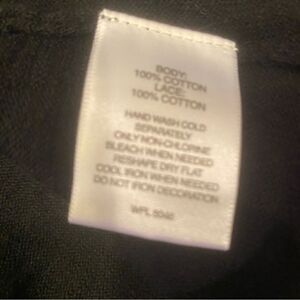 BODY:
100% COTTON
LACE:
100% COTTON
HAND WASH COLD
SEPARATELY
ONLY NON-CHLORINE
BLEACH WHEN NEEDED
RESHAPE DRY FLAT
COOL IRON WHEN NEEDED
DO NOT IRON DECORATION
WPL